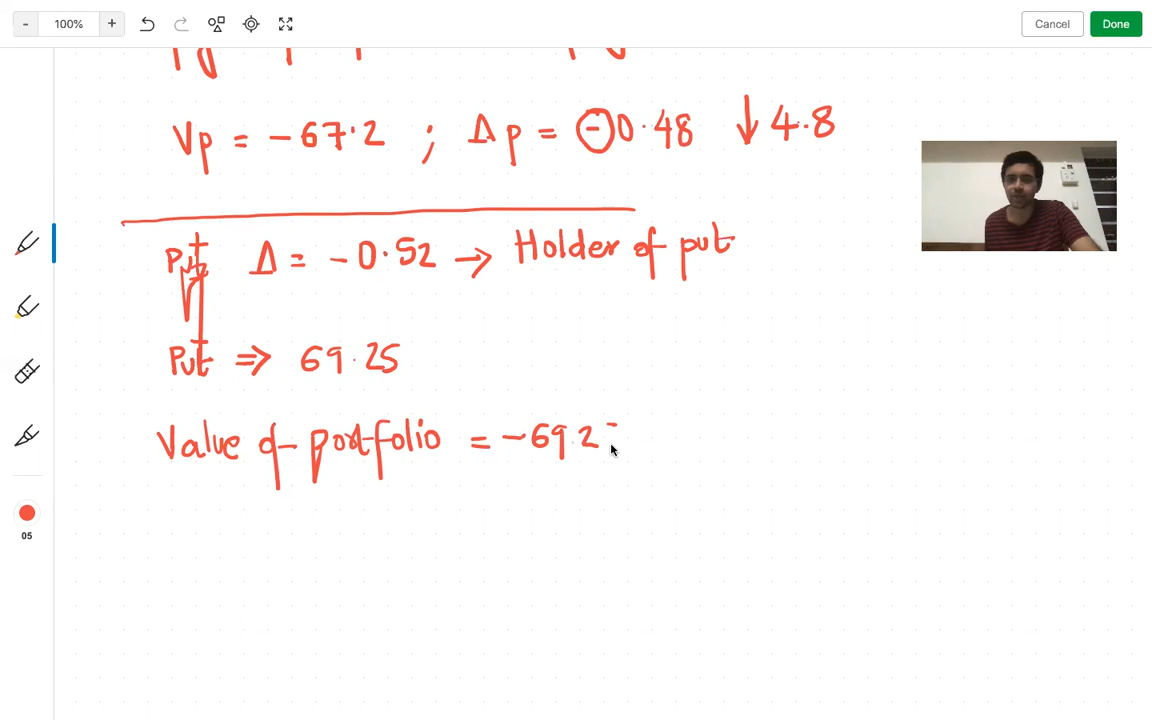 - 100% + Cancel Done
Vp = -67.2 ; Δp = -0.48 ↓ 4.8
Put Δ = -0.52 → Holder of put
Put ⇒ 69.25
Value of portfolio = -69.2
05